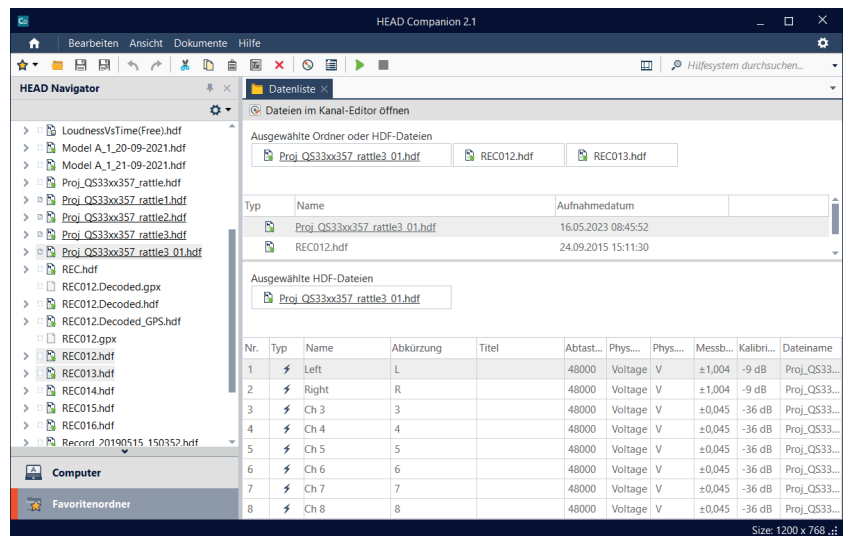 Co HEAD Companion 2.1
Bearbeiten Ansicht Dokumente Hilfe
Hilfesystem durchsuchen...
HEAD Navigator
LoudnessVsTime(Free).hdf
Model A_1_20-09-2021.hdf
Model A_1_21-09-2021.hdf
Proj_QS33xx357_rattle.hdf
Proj_QS33xx357_rattle1.hdf
Proj_QS33xx357_rattle2.hdf
Proj_QS33xx357_rattle3.hdf
Proj_QS33xx357_rattle3_01.hdf
REC.hdf
REC012.Decoded.gpx
REC012.Decoded.hdf
REC012.Decoded_GPS.hdf
REC012.gpx
REC012.hdf
REC013.hdf
REC014.hdf
REC015.hdf
REC016.hdf
Record_20190515_150352.hdf
Computer
Favoritenordner
Datenliste
Dateien im Kanal-Editor öffnen
Ausgewählte Ordner oder HDF-Dateien
Proj_QS33xx357_rattle3_01.hdf REC012.hdf REC013.hdf
Typ Name Aufnahmedatum
Proj_QS33xx357_rattle3_01.hdf 16.05.2023 08:45:52
REC012.hdf 24.09.2015 15:11:30
Ausgewählte HDF-Dateien
Proj_QS33xx357_rattle3_01.hdf
Nr. Typ Name Abkürzung Titel Abtast... Phys.... Phys.... Messb... Kalibri... Dateiname
1 Left L 48000 Voltage V ±1,004 -9 dB Proj_QS33...
2 Right R 48000 Voltage V ±1,004 -9 dB Proj_QS33...
3 Ch 3 3 48000 Voltage V ±0,045 -36 dB Proj_QS33...
4 Ch 4 4 48000 Voltage V ±0,045 -36 dB Proj_QS33...
5 Ch 5 5 48000 Voltage V ±0,045 -36 dB Proj_QS33...
6 Ch 6 6 48000 Voltage V ±0,045 -36 dB Proj_QS33...
7 Ch 7 7 48000 Voltage V ±0,045 -36 dB Proj_QS33...
8 Ch 8 8 48000 Voltage V ±0,045 -36 dB Proj_QS33...
Size: 1200 x 768